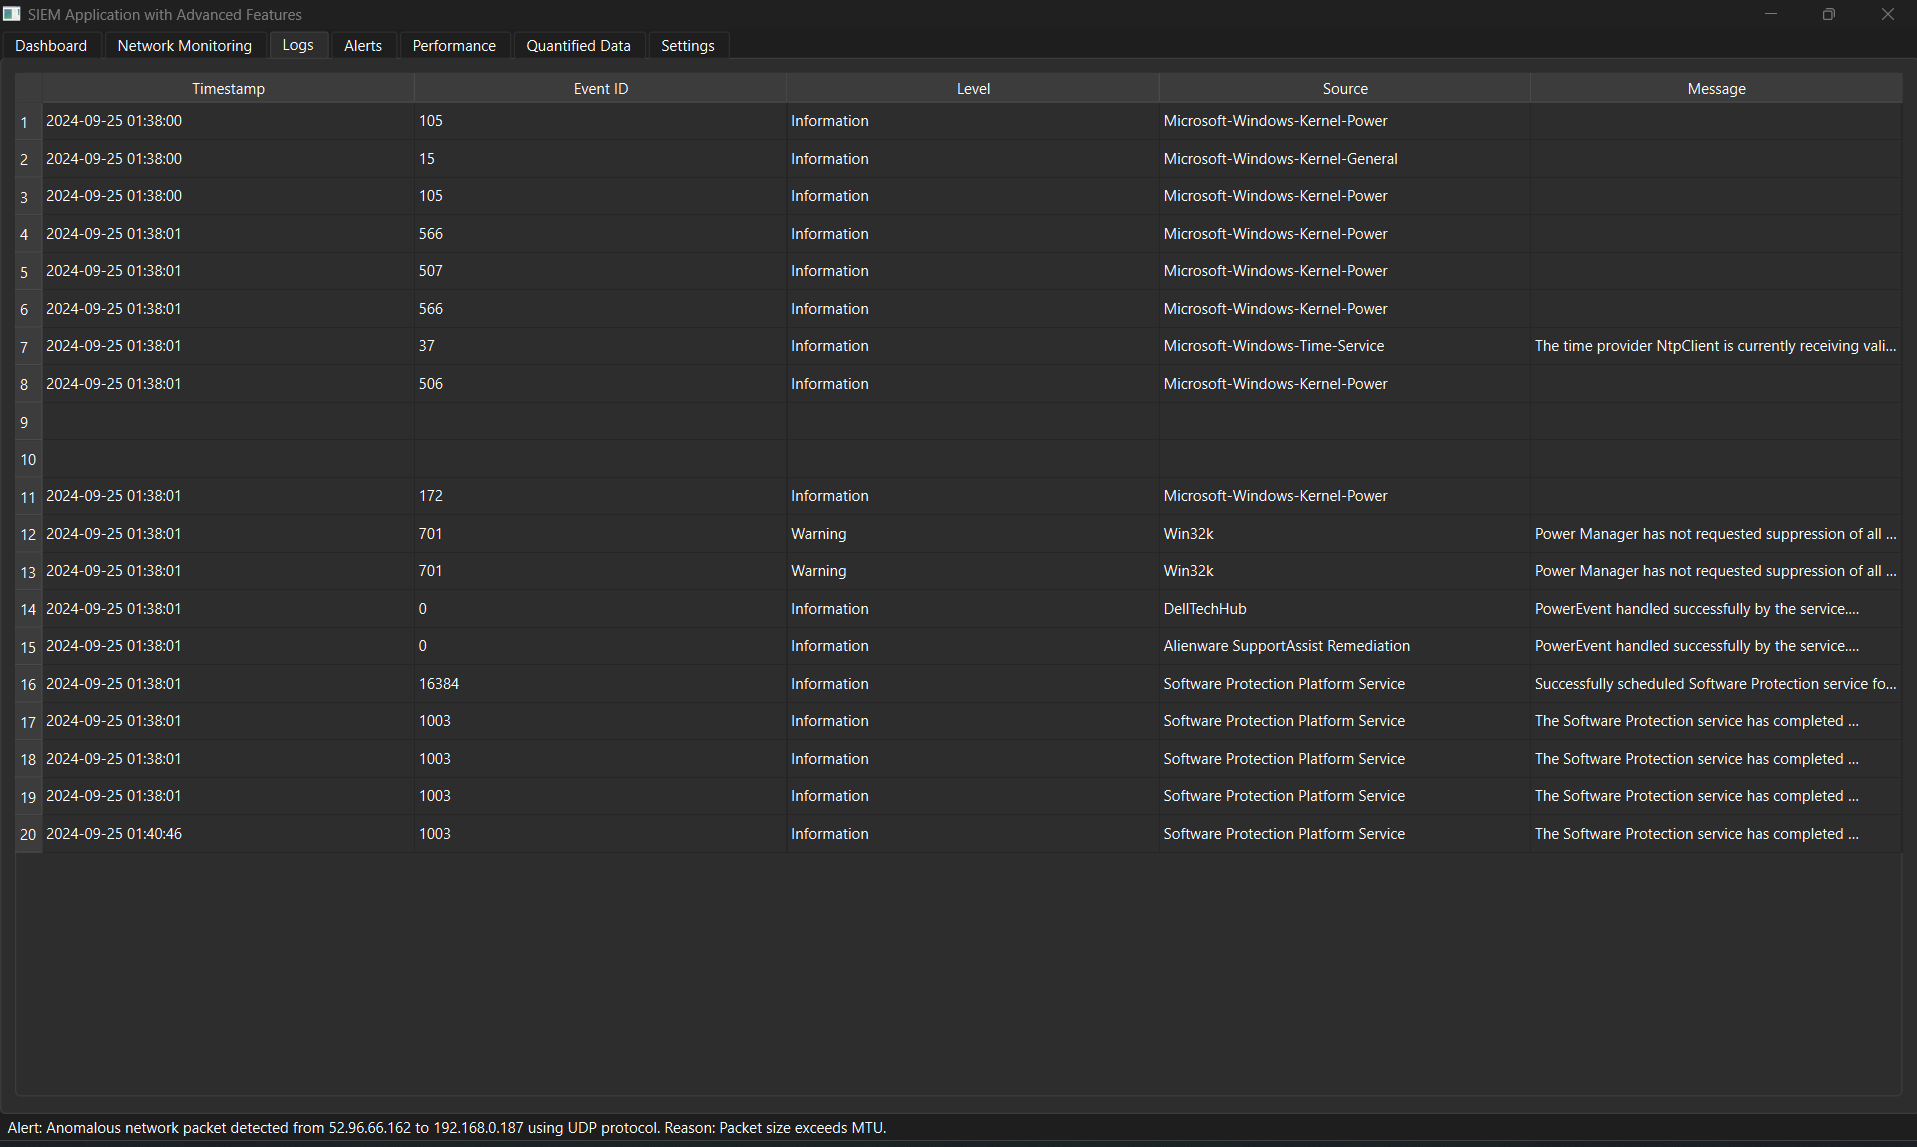 SIEM Application with Advanced Features
Dashboard Network Monitoring Logs Alerts Performance Quantified Data Settings
Timestamp Event ID Level Source Message
1 2024-09-25 01:38:00 105 Information Microsoft-Windows-Kernel-Power
2 2024-09-25 01:38:00 15 Information Microsoft-Windows-Kernel-General
3 2024-09-25 01:38:00 105 Information Microsoft-Windows-Kernel-Power
4 2024-09-25 01:38:01 566 Information Microsoft-Windows-Kernel-Power
5 2024-09-25 01:38:01 507 Information Microsoft-Windows-Kernel-Power
6 2024-09-25 01:38:01 566 Information Microsoft-Windows-Kernel-Power
7 2024-09-25 01:38:01 37 Information Microsoft-Windows-Time-Service The time provider NtpClient is currently receiving vali...
8 2024-09-25 01:38:01 506 Information Microsoft-Windows-Kernel-Power
9
10
11 2024-09-25 01:38:01 172 Information Microsoft-Windows-Kernel-Power
12 2024-09-25 01:38:01 701 Warning Win32k Power Manager has not requested suppression of all ...
13 2024-09-25 01:38:01 701 Warning Win32k Power Manager has not requested suppression of all ...
14 2024-09-25 01:38:01 0 Information DellTechHub PowerEvent handled successfully by the service....
15 2024-09-25 01:38:01 0 Information Alienware SupportAssist Remediation PowerEvent handled successfully by the service....
16 2024-09-25 01:38:01 16384 Information Software Protection Platform Service Successfully scheduled Software Protection service fo...
17 2024-09-25 01:38:01 1003 Information Software Protection Platform Service The Software Protection service has completed ...
18 2024-09-25 01:38:01 1003 Information Software Protection Platform Service The Software Protection service has completed ...
19 2024-09-25 01:38:01 1003 Information Software Protection Platform Service The Software Protection service has completed ...
20 2024-09-25 01:40:46 1003 Information Software Protection Platform Service The Software Protection service has completed ...
Alert: Anomalous network packet detected from 52.96.66.162 to 192.168.0.187 using UDP protocol. Reason: Packet size exceeds MTU.